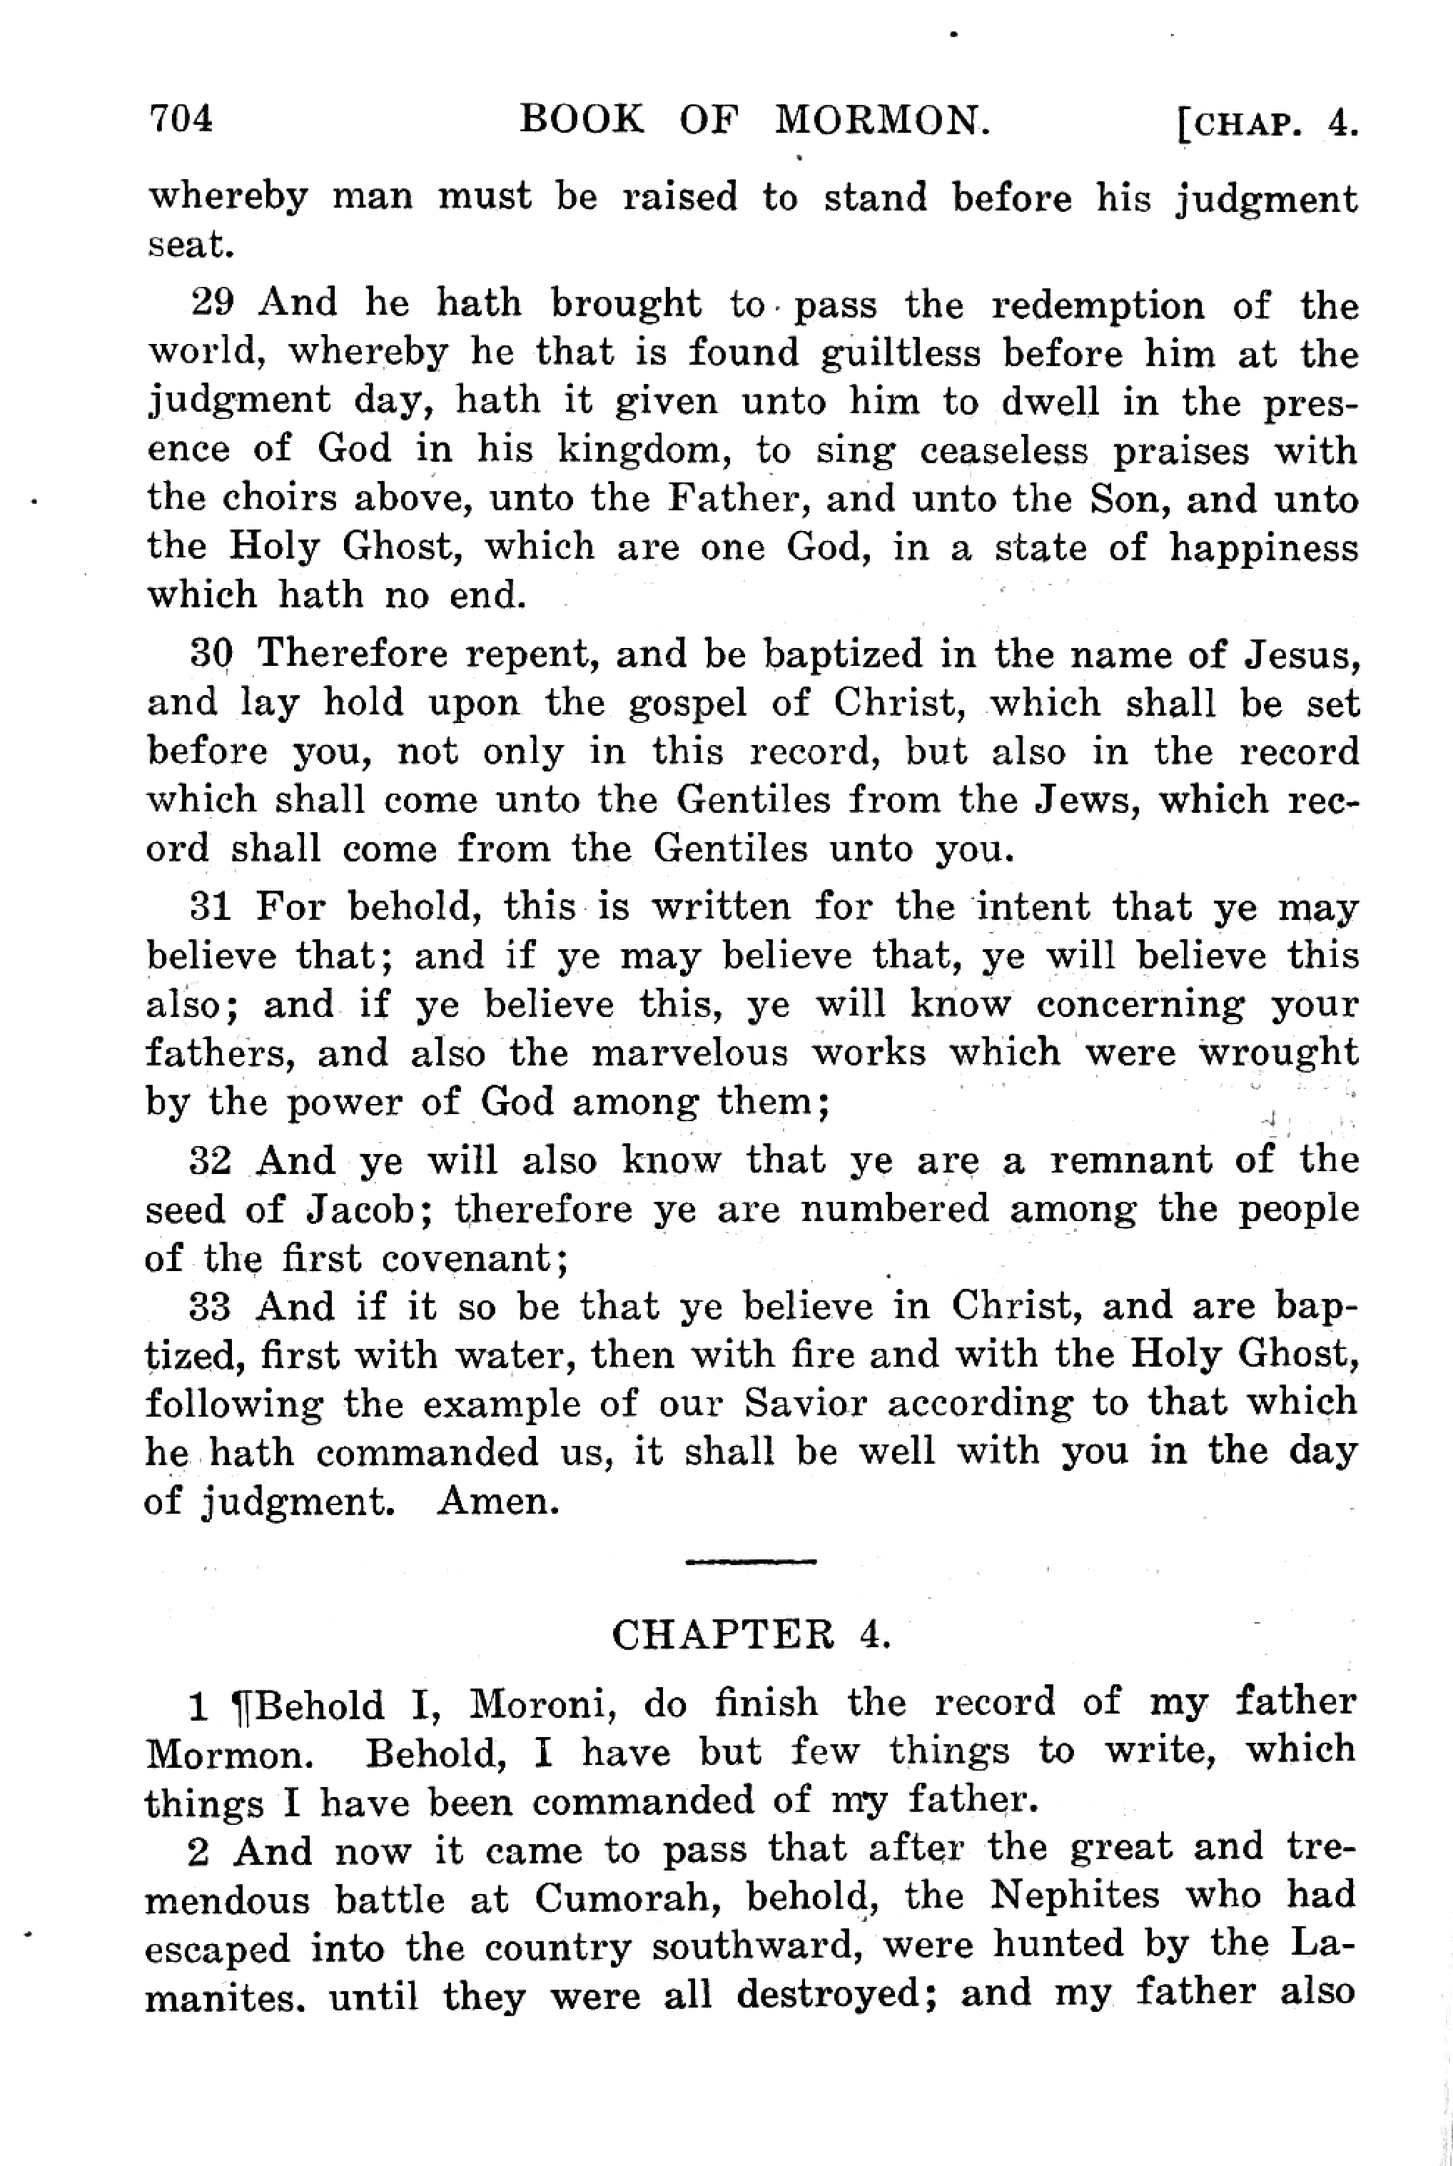 704 BOOK OF MORMON. [CHAP. 4.
whereby man must be raised to stand before his judgment
seat.
29 And he hath brought to pass the redemption of the
world, whereby he that is found guiltless before him at the
judgment day, hath it given unto him to dwell in the pres-
ence of God in his kingdom, to sing ceaseless praises with
the choirs above, unto the Father, and unto the Son, and unto
the Holy Ghost, which are one God, in a state of happiness
which hath no end.
30 Therefore repent, and be baptized in the name of Jesus,
and lay hold upon the gospel of Christ, which shall be set
before you, not only in this record, but also in the record
which shall come unto the Gentiles from the Jews, which rec-
ord shall come from the Gentiles unto you.
31 For behold, this is written for the intent that ye may
believe that; and if ye may believe that, ye will believe this
also; and if ye believe this, ye will know concerning your
fathers, and also the marvelous works which were wrought
by the power of God among them;
32 And ye will also know that ye are a remnant of the
seed of Jacob; therefore ye are numbered among the people
of the first covenant;
33 And if it so be that ye believe in Christ, and are bap-
tized, first with water, then with fire and with the Holy Ghost,
following the example of our Savior according to that which
he hath commanded us, it shall be well with you in the day
of judgment. Amen.
CHAPTER 4.
1 ¶Behold I, Moroni, do finish the record of my father
Mormon. Behold, I have but few things to write, which
things I have been commanded of my father.
2 And now it came to pass that after the great and tre-
mendous battle at Cumorah, behold, the Nephites who had
escaped into the country southward, were hunted by the La-
manites. until they were all destroyed; and my father also